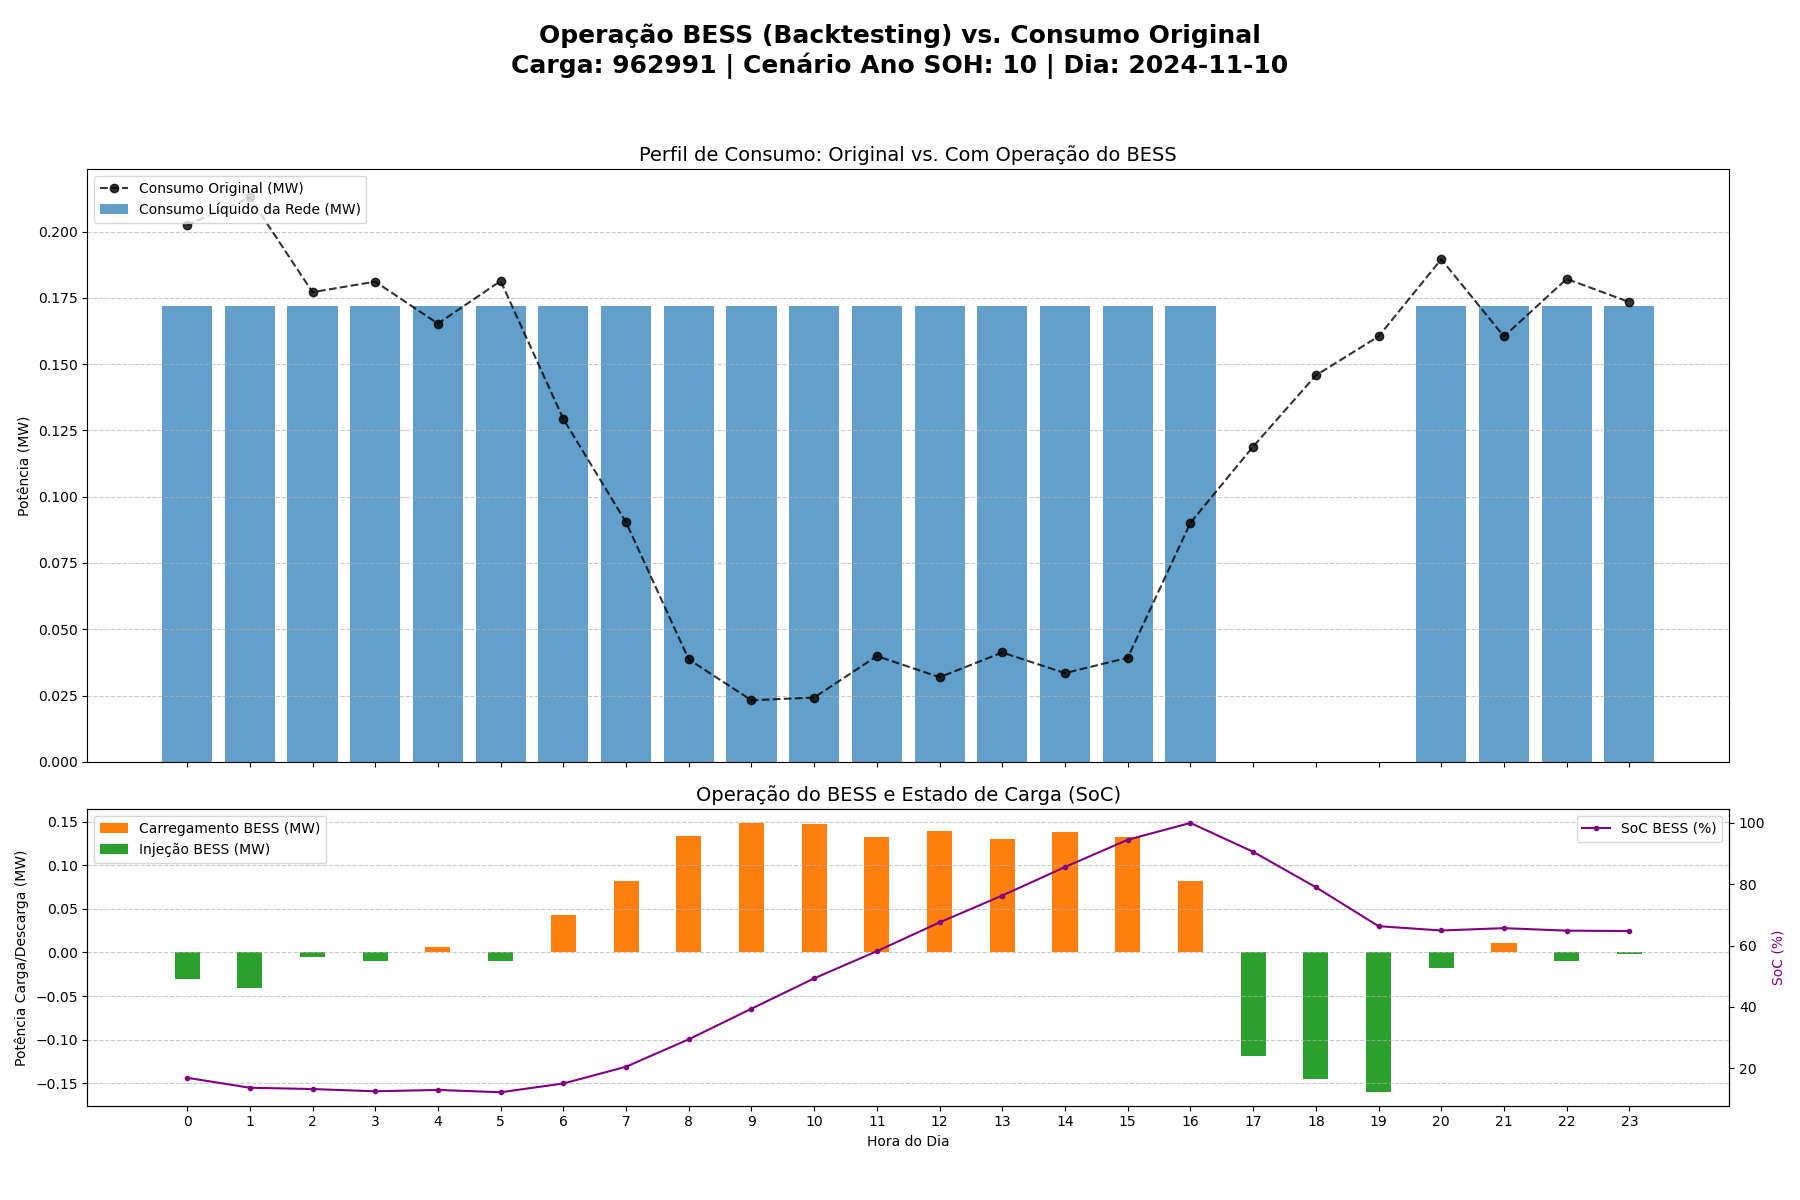 Operação BESS (Backtesting) vs. Consumo Original
Carga: 962991 | Cenário Ano SOH: 10 | Dia: 2024-11-10
Perfil de Consumo: Original vs. Com Operação do BESS
Consumo Original (MW)
Consumo Líquido da Rede (MW)
0.200
0.175
0.150
0.125
0.100
0.075
0.050
0.025
0.000
Potência (MW)
Operação do BESS e Estado de Carga (SoC)
Carregamento BESS (MW)
Injeção BESS (MW)
SoC BESS (%)
0.15
0.10
0.05
0.00
−0.05
−0.10
−0.15
Potência Carga/Descarga (MW)
100
80
60
40
20
SoC (%)
0 1 2 3 4 5 6 7 8 9 10 11 12 13 14 15 16 17 18 19 20 21 22 23
Hora do Dia